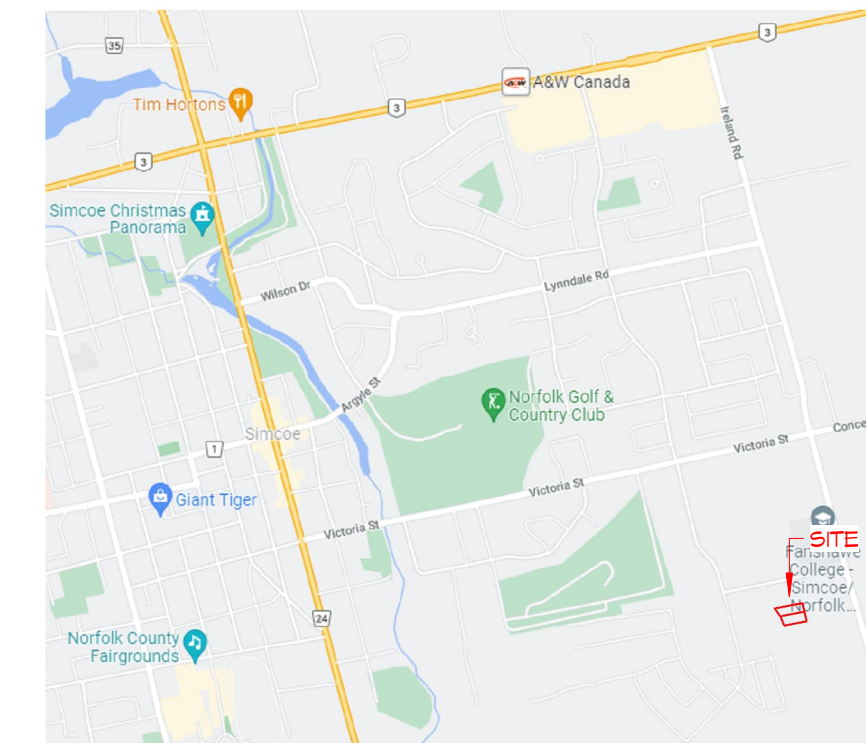 3
35
A&W Canada
A&W
Tim Hortons
3
Ireland Rd
3
Simcoe Christmas
Panorama
Lynndale Rd
Wilson Dr
Argyle St
Norfolk Golf &
Country Club
Simcoe
1
Victoria St
Conce
Giant Tiger
Victoria St
Victoria St
SITE
Fanshawe
College -
Simcoe/
Norfolk...
24
Norfolk County
Fairgrounds